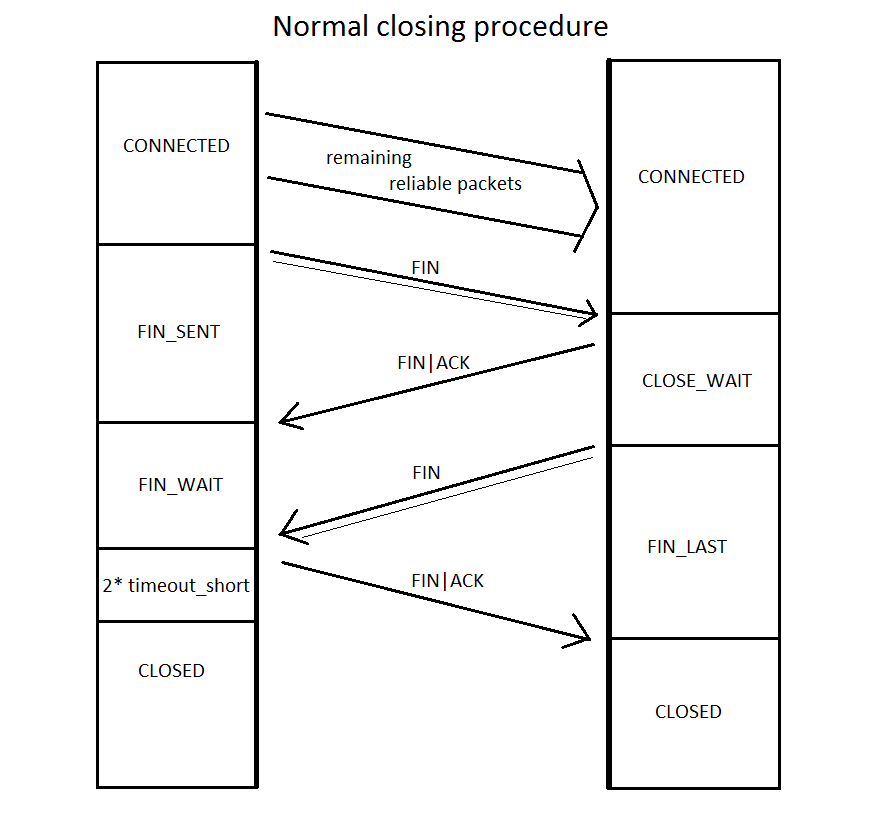 Normal closing procedure
CONNECTED
remaining
reliable packets
CONNECTED
FIN
FIN_SENT
FIN|ACK
CLOSE_WAIT
FIN
FIN_WAIT
FIN_LAST
2* timeout_short
FIN|ACK
CLOSED
CLOSED